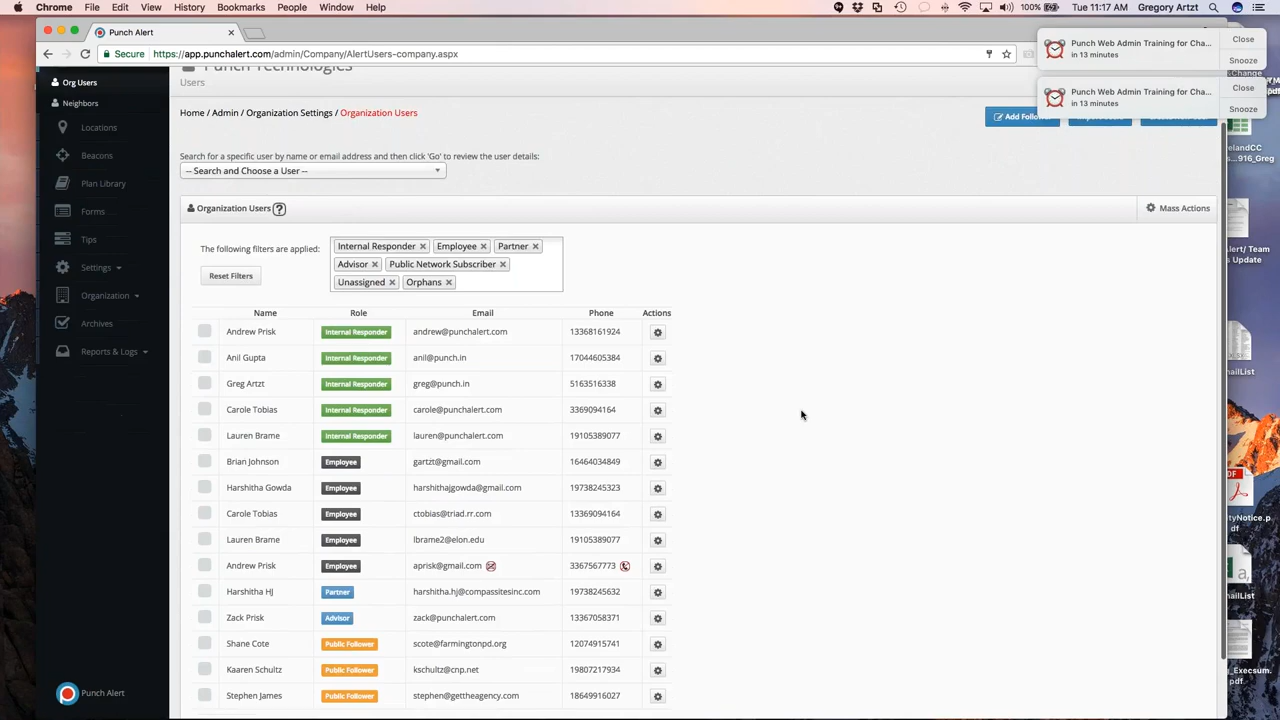 Chrome File Edit View History Bookmarks People Window Help 100% Tue 11:17 AM Gregory Artzt
Punch Alert
Secure https://app.punchalert.com/admin/Company/AlertUsers-company.aspx
Punch Web Admin Training for Cha...
in 13 minutes
Close
Snooze
Punch Web Admin Training for Cha...
in 13 minutes
Close
Snooze
Org Users
Neighbors
Locations
Beacons
Plan Library
Forms
Tips
Settings
Organization
Archives
Reports & Logs
Punch Alert
Punch Technologies
Users
Home / Admin / Organization Settings / Organization Users
Add Follower
Search for a specific user by name or email address and then click 'Go' to review the user details:
-- Search and Choose a User --
Organization Users ?
Mass Actions
The following filters are applied:
Reset Filters
Internal Responder × Employee × Partner ×
Advisor × Public Network Subscriber ×
Unassigned × Orphans ×
Name Role Email Phone Actions
Andrew Prisk Internal Responder andrew@punchalert.com 13368161924
Anil Gupta Internal Responder anil@punch.in 17044605384
Greg Artzt Internal Responder greg@punch.in 5163516338
Carole Tobias Internal Responder carole@punchalert.com 3369094164
Lauren Brame Internal Responder lauren@punchalert.com 19105389077
Brian Johnson Employee gartzt@gmail.com 16464034849
Harshitha Gowda Employee harshithajgowda@gmail.com 19738245323
Carole Tobias Employee ctobias@triad.rr.com 13369094164
Lauren Brame Employee lbrame2@elon.edu 19105389077
Andrew Prisk Employee aprisk@gmail.com 3367567773
Harshitha HJ Partner harshitha.hj@compassitesinc.com 19738245632
Zack Prisk Advisor zack@punchalert.com 13367058371
Shane Cote Public Follower scote@farmingtonpd.org 12074915741
Kaaren Schultz Public Follower kschultz@cnp.net 19807217934
Stephen James Public Follower stephen@gettheagency.com 18649916027